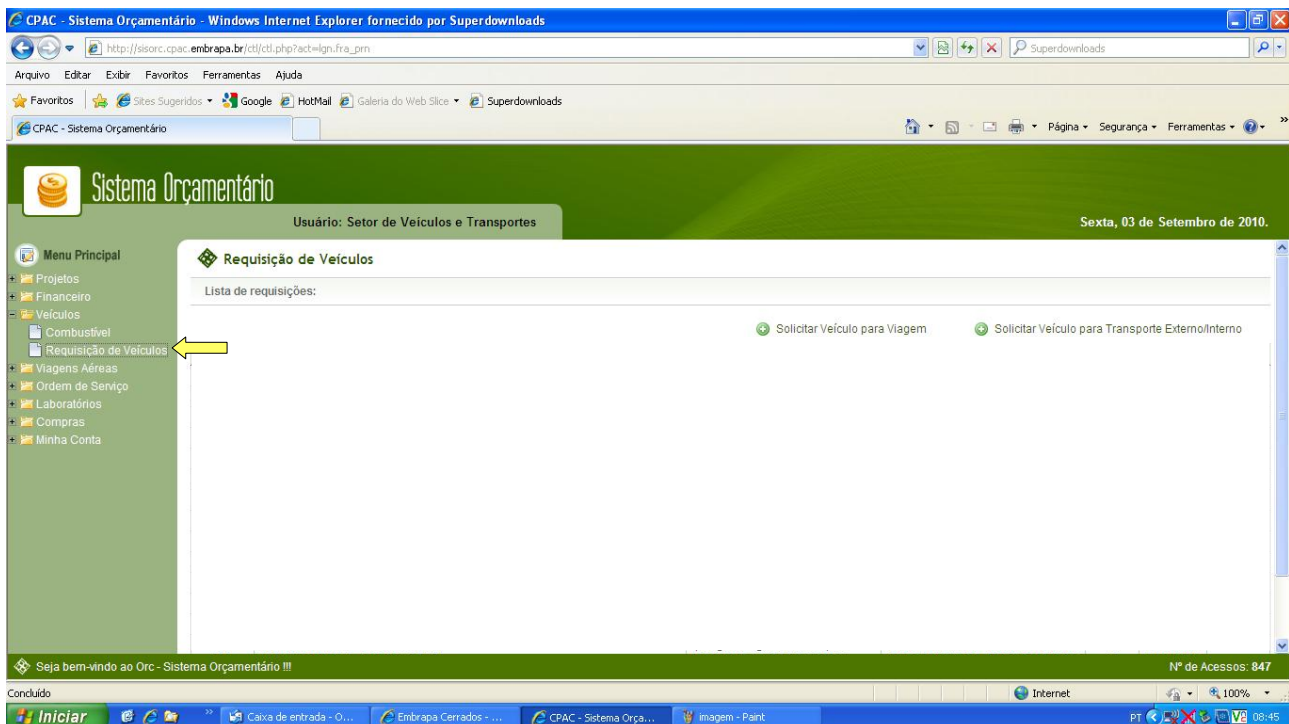 CPAC - Sistema Orçamentário - Windows Internet Explorer fornecido por Superdownloads
http://sisorc.cpac.embrapa.br/ctl/ctl.php?act=lgn.fra_prn
Superdownloads
Arquivo Editar Exibir Favoritos Ferramentas Ajuda
Favoritos Sites Sugeridos Google HotMail Galeria do Web Slice Superdownloads
CPAC - Sistema Orçamentário
Página Segurança Ferramentas
Sistema Orçamentário
Usuário: Setor de Veículos e Transportes
Sexta, 03 de Setembro de 2010.
Menu Principal
Projetos
Financeiro
Veículos
Combustível
Requisição de Veículos
Viagens Aéreas
Ordem de Serviço
Laboratórios
Compras
Minha Conta
Requisição de Veículos
Lista de requisições:
Solicitar Veículo para Viagem
Solicitar Veículo para Transporte Externo/Interno
Seja bem-vindo ao Orc - Sistema Orçamentário !!!
Nº de Acessos: 847
Concluído
Internet
100%
Iniciar
Caixa de entrada - O...
Embrapa Cerrados - ...
CPAC - Sistema Orça...
imagem - Paint
PT
08:45